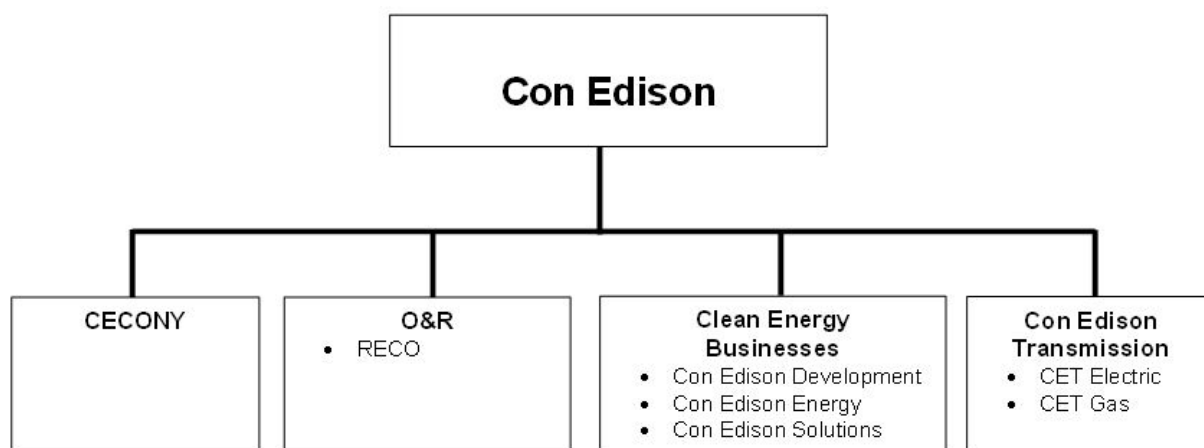 Con Edison
CECONY
O&R
• RECO
Clean Energy
Businesses
• Con Edison Development
• Con Edison Energy
• Con Edison Solutions
Con Edison
Transmission
• CET Electric
• CET Gas